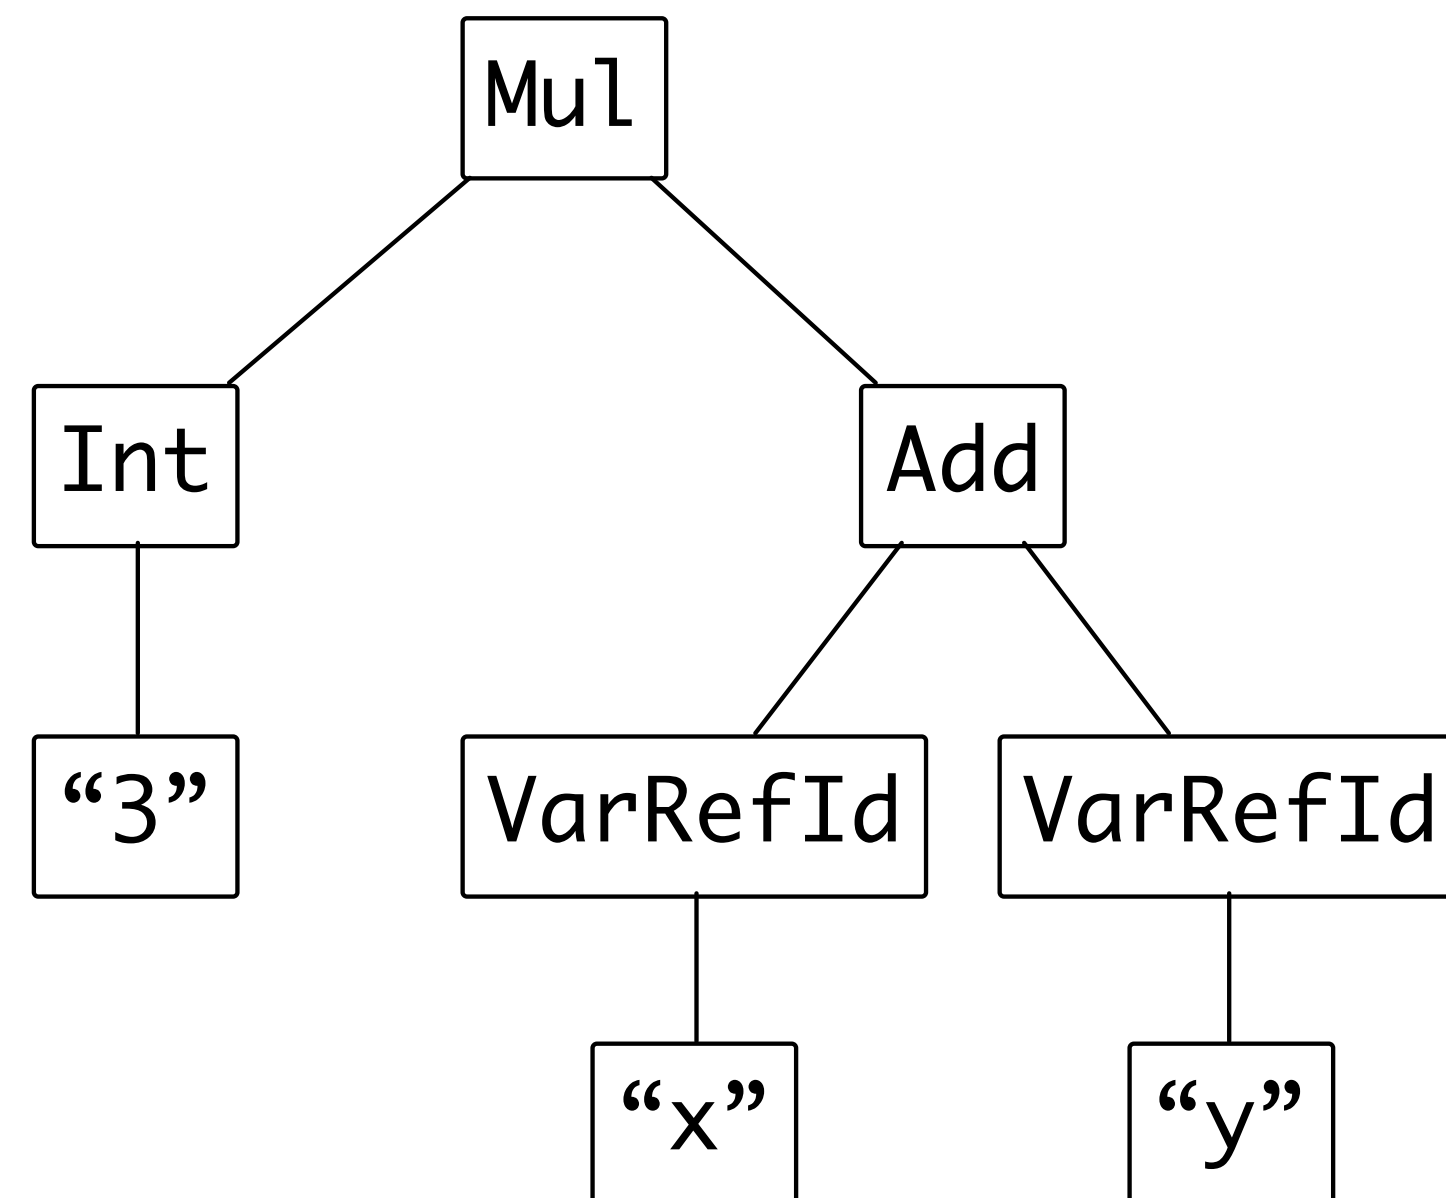 Mul
Int
Add
“3”
VarRefId
VarRefId
“x”
“y”